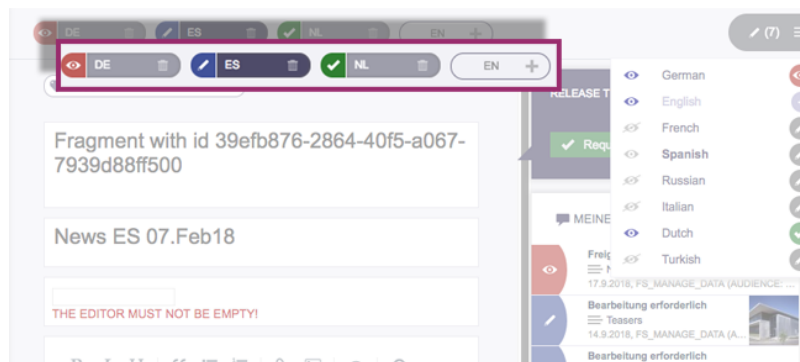 DE ES NL EN
(7)
DE ES NL EN
German
RELEASE T
English
Fragment with id 39efb876-2864-40f5-a067-
7939d88ff500
French
Requ
Spanish
Russian
Italian
MEINE
News ES 07.Feb18
Dutch
Freig
Turkish
17.9.2018, FS_MANAGE_DATA (AUDIENCE: ...
THE EDITOR MUST NOT BE EMPTY!
Bearbeitung erforderlich
Teasers
14.9.2018, FS_MANAGE_DATA (A...
Bearbeitung erforderlich